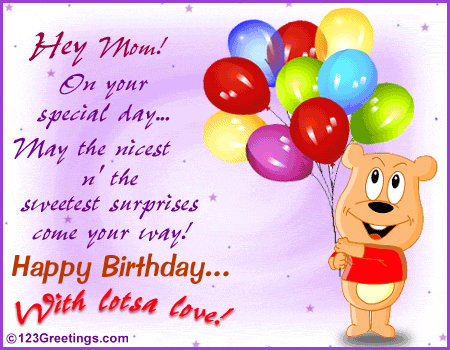 Hey Mom!
On your
special day...
May the nicest
n' the
sweetest surprises
come your way!
Happy Birthday...
With lotsa love!
©123Greetings.com